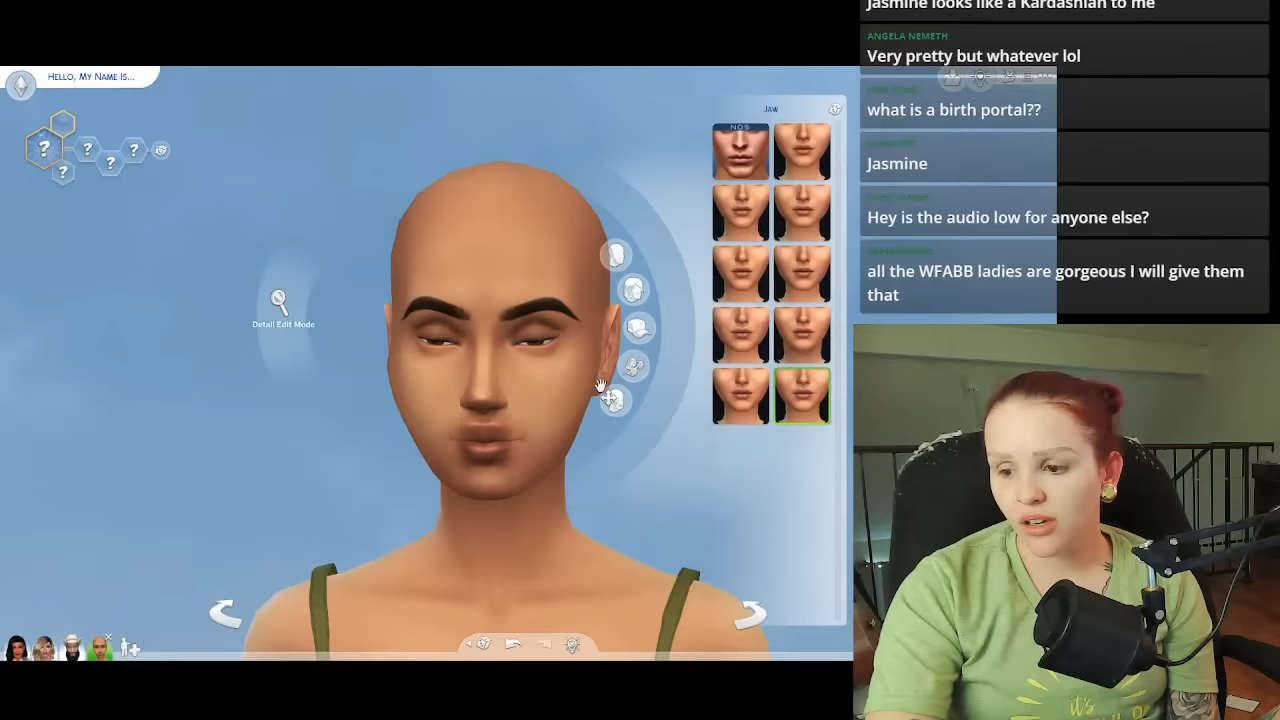 Jasmine looks like a Kardashian to me
HELLO, MY NAME IS...
ANGELA NEMETH
Very pretty but whatever lol
what is a birth portal??
Jasmine
Hey is the audio low for anyone else?
all the WFABB ladies are gorgeous I will give them
that
JAW
NDS
?
?
?
?
?
Detail Edit Mode
it's